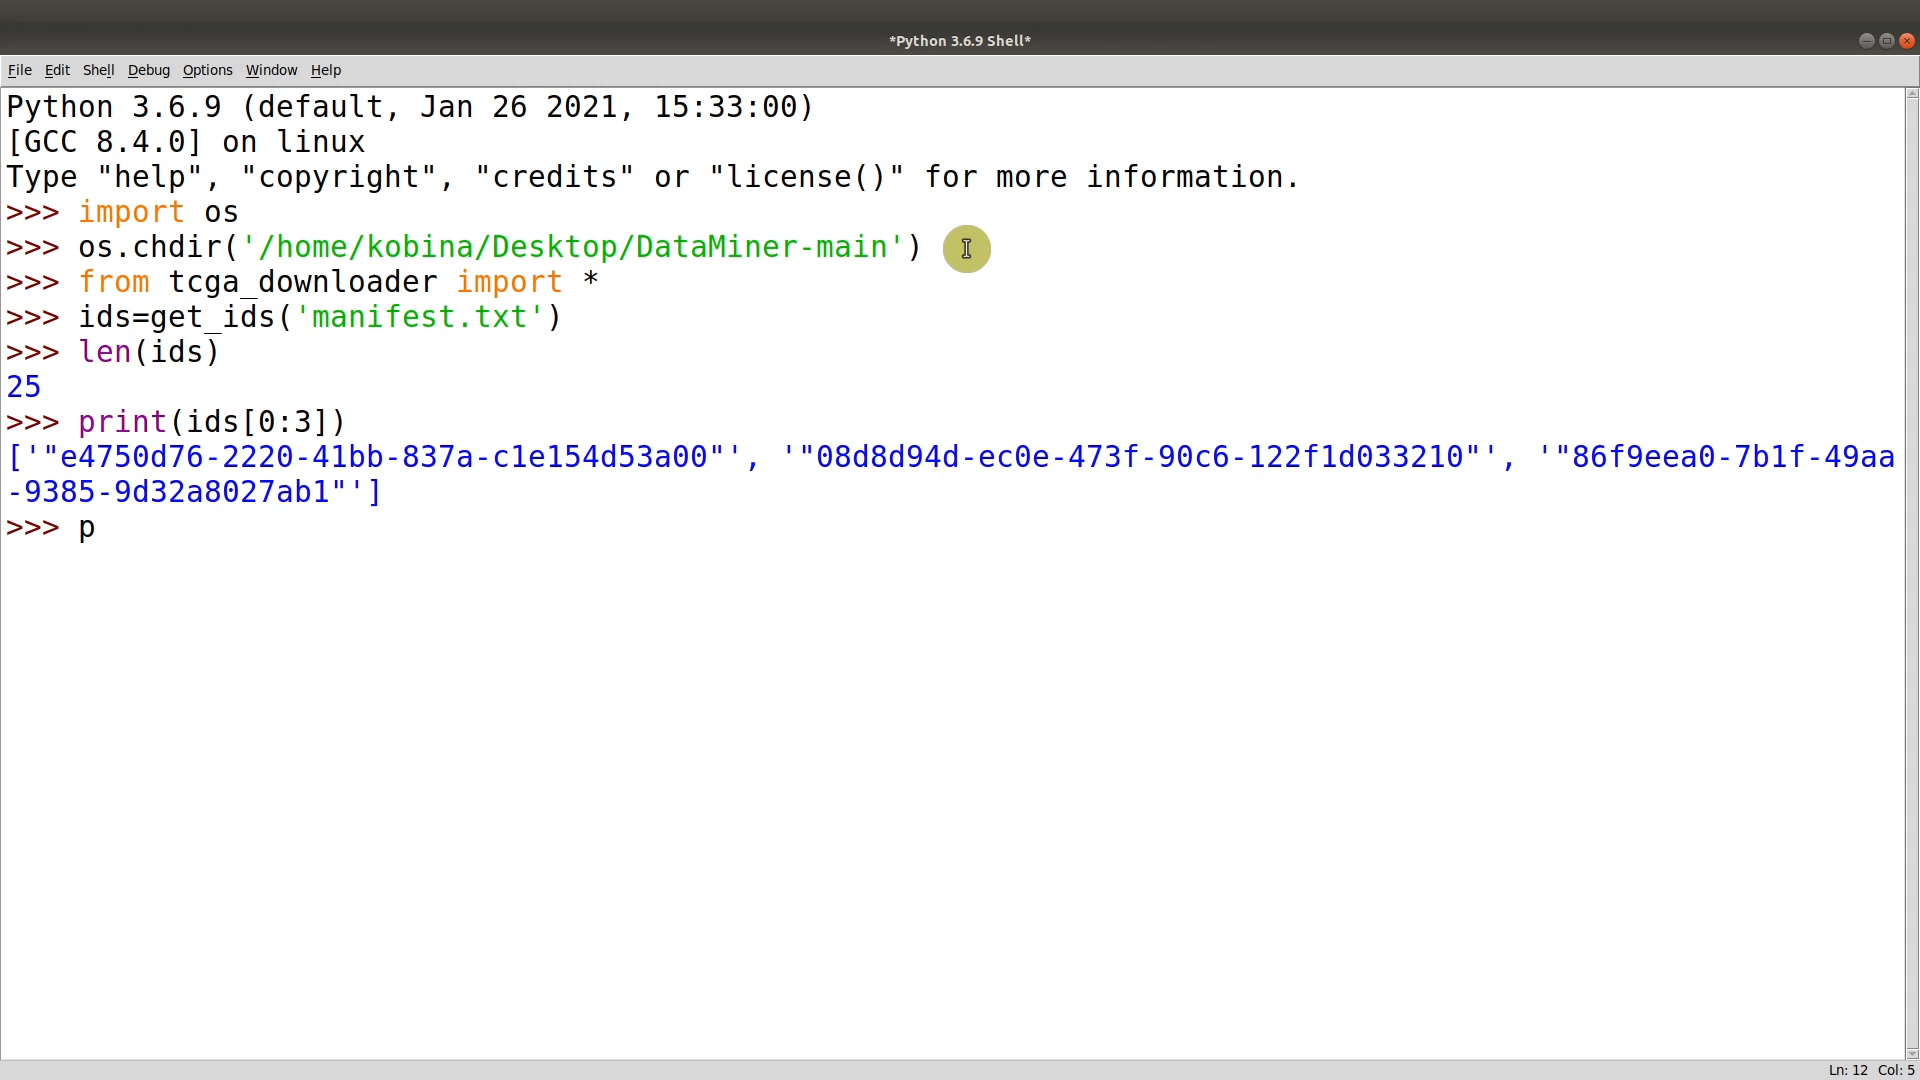 *Python 3.6.9 Shell*
File Edit Shell Debug Options Window Help
Python 3.6.9 (default, Jan 26 2021, 15:33:00)
[GCC 8.4.0] on linux
Type "help", "copyright", "credits" or "license()" for more information.
>>> import os
>>> os.chdir('/home/kobina/Desktop/DataMiner-main')
>>> from tcga_downloader import *
>>> ids=get_ids('manifest.txt')
>>> len(ids)
25
>>> print(ids[0:3])
['"e4750d76-2220-41bb-837a-c1e154d53a00"', '"08d8d94d-ec0e-473f-90c6-122f1d033210"', '"86f9eea0-7b1f-49aa
-9385-9d32a8027ab1"']
>>> p
Ln: 12 Col: 5